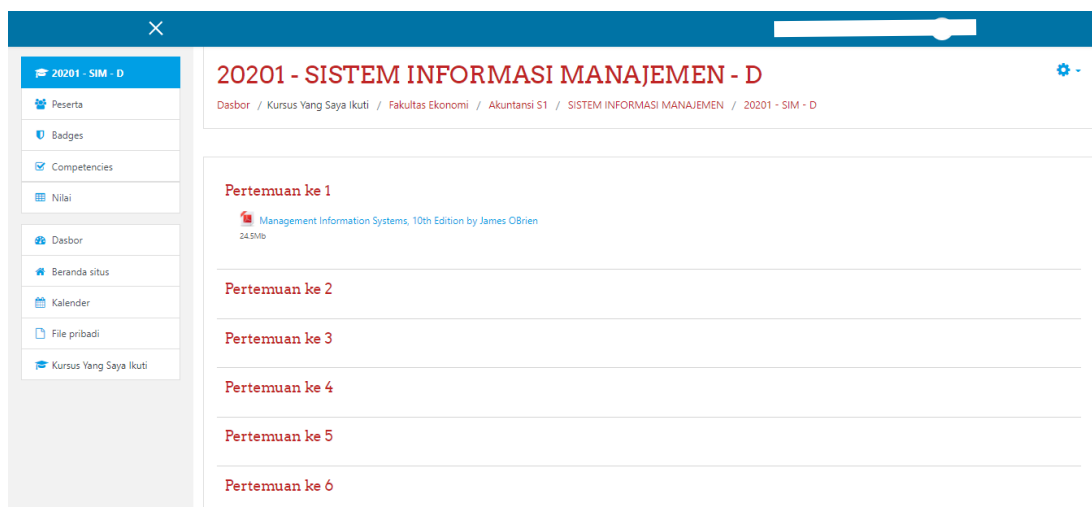 20201 - SIM - D
Peserta
Badges
Competencies
Nilai
Dasbor
Beranda situs
Kalender
File pribadi
Kursus Yang Saya Ikuti
20201 - SISTEM INFORMASI MANAJEMEN - D
Dasbor / Kursus Yang Saya Ikuti / Fakultas Ekonomi / Akuntansi S1 / SISTEM INFORMASI MANAJEMEN / 20201 - SIM - D
Pertemuan ke 1
Management Information Systems, 10th Edition by James OBrien
24.5Mb
Pertemuan ke 2
Pertemuan ke 3
Pertemuan ke 4
Pertemuan ke 5
Pertemuan ke 6